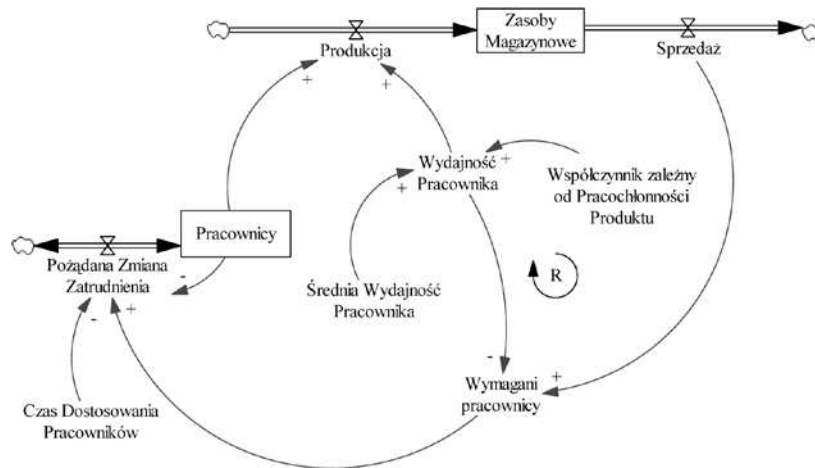 Zasoby
Magazynowe
Produkcja
Sprzedaż
+
+
Wydajność
Pracownika
+
+
Współczynnik zależny
od Pracochłonności
Produktu
Pracownicy
Pożądana Zmiana
Zatrudnienia
-
-
+
Średnia Wydajność
Pracownika
R
-
+
Wymagani
pracownicy
Czas Dostosowania
Pracowników